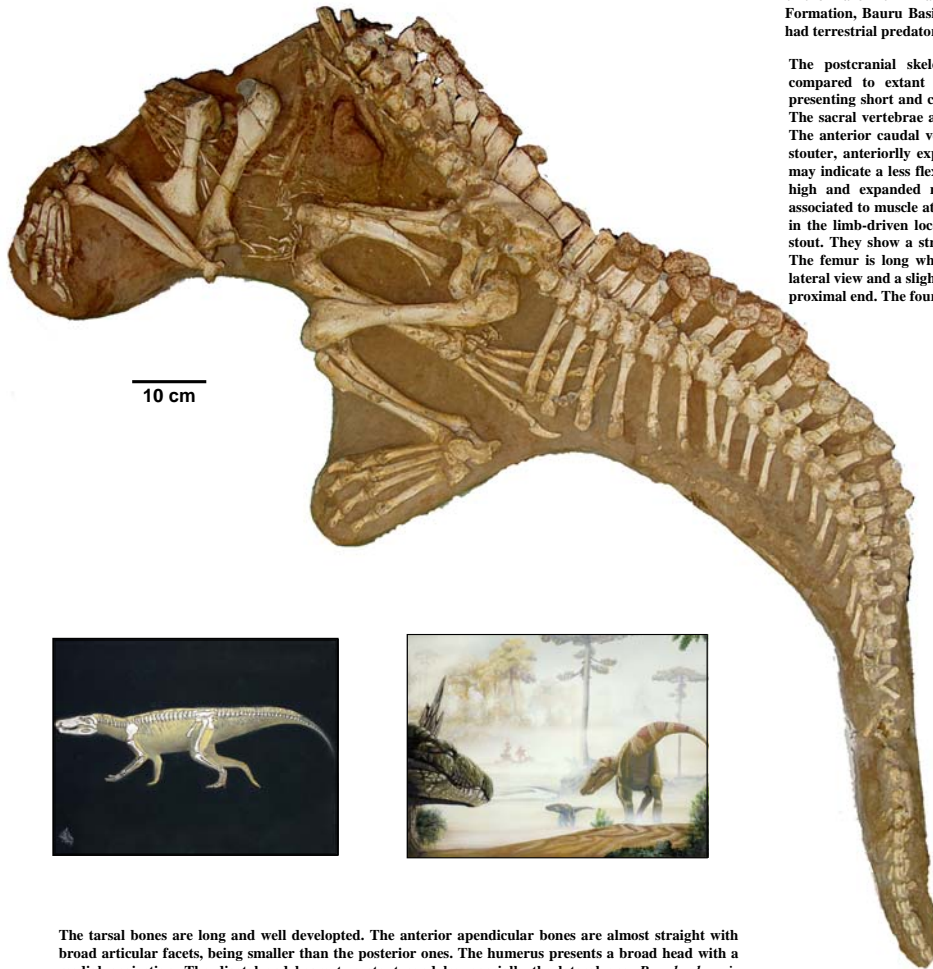 Formation, Bauru Basi
had terrestrial predator
The postcranial skel
compared to extant
presenting short and c
The sacral vertebrae a
The anterior caudal v
stouter, anteriorlly exp
may indicate a less flex
high and expanded
associated to muscle at
in the limb-driven loc
stout. They show a str
The femur is long wh
lateral view and a sligh
proximal end. The four
10 cm
The tarsal bones are long and well developted. The anterior apendicular bones are almost straight with
broad articular facets, being smaller than the posterior ones. The humerus presents a broad head with a